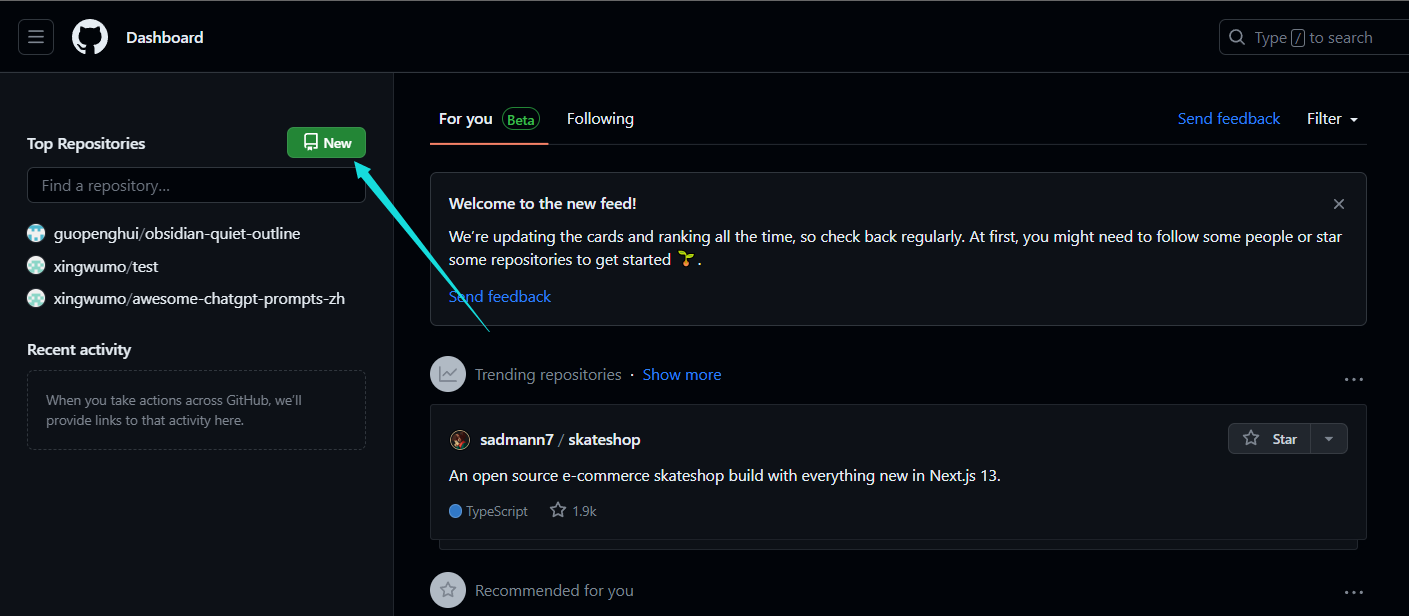 Dashboard
Type / to search
Top Repositories
New
Find a repository...
guopenghui/obsidian-quiet-outline
xingwumo/test
xingwumo/awesome-chatgpt-prompts-zh
Recent activity
When you take actions across GitHub, we'll
provide links to that activity here.
For you Beta Following
Send feedback Filter
Welcome to the new feed!
We're updating the cards and ranking all the time, so check back regularly. At first, you might need to follow some people or star
some repositories to get started 🌱.
Send feedback
Trending repositories · Show more
sadmann7 / skateshop
Star
An open source e-commerce skateshop build with everything new in Next.js 13.
TypeScript 1.9k
Recommended for you